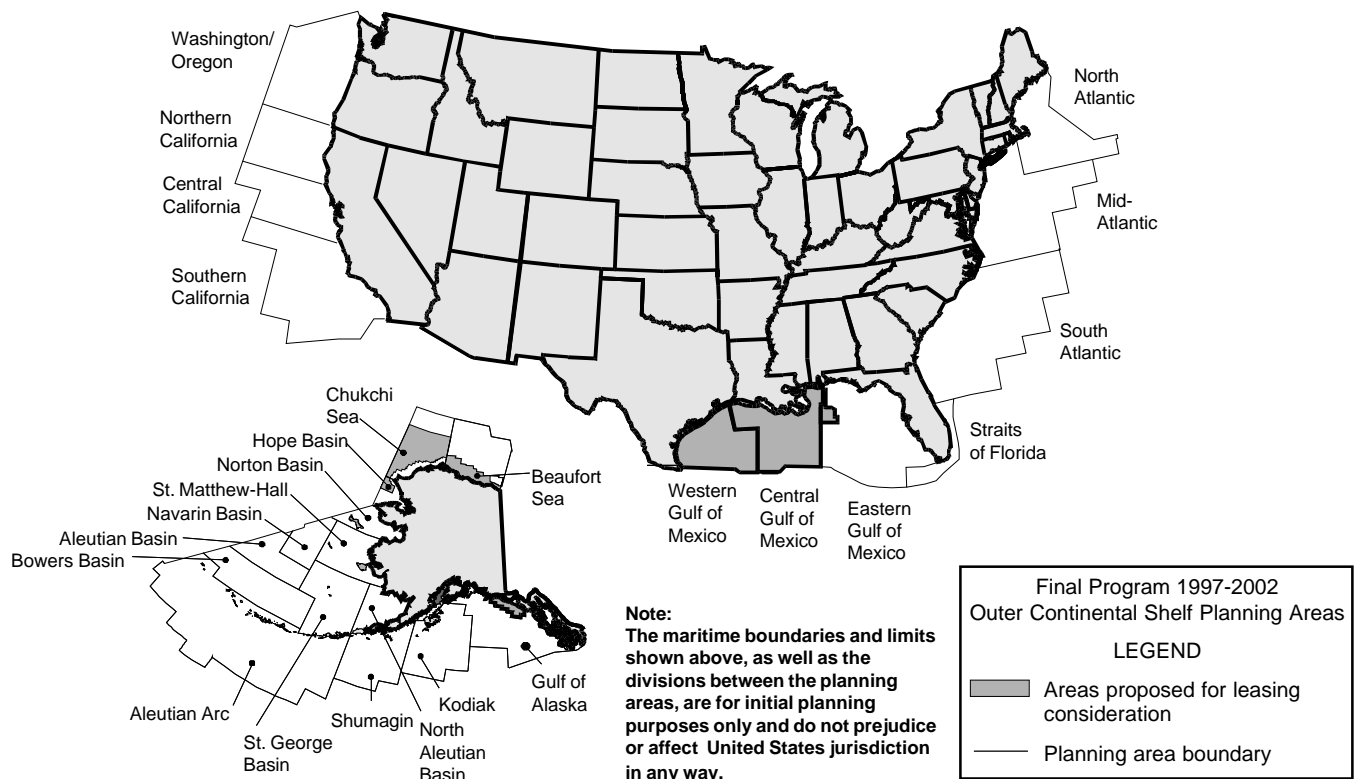 Washington/
Oregon
Northern
California
Central
California
Southern
California
North
Atlantic
Mid-
Atlantic
South
Atlantic
Straits
of Florida
Western
Gulf of
Mexico
Central
Gulf of
Mexico
Eastern
Gulf of
Mexico
Chukchi
Sea
Hope Basin
Norton Basin
St. Matthew-Hall
Navarin Basin
Aleutian Basin
Bowers Basin
Beaufort
Sea
Aleutian Arc
St. George
Basin
Shumagin
North
Aleutian
Basin
Kodiak
Gulf of
Alaska
Note:
The maritime boundaries and limits
shown above, as well as the
divisions between the planning
areas, are for initial planning
purposes only and do not prejudice
or affect United States jurisdiction
in any way.
Final Program 1997-2002
Outer Continental Shelf Planning Areas
LEGEND
Areas proposed for leasing
consideration
Planning area boundary